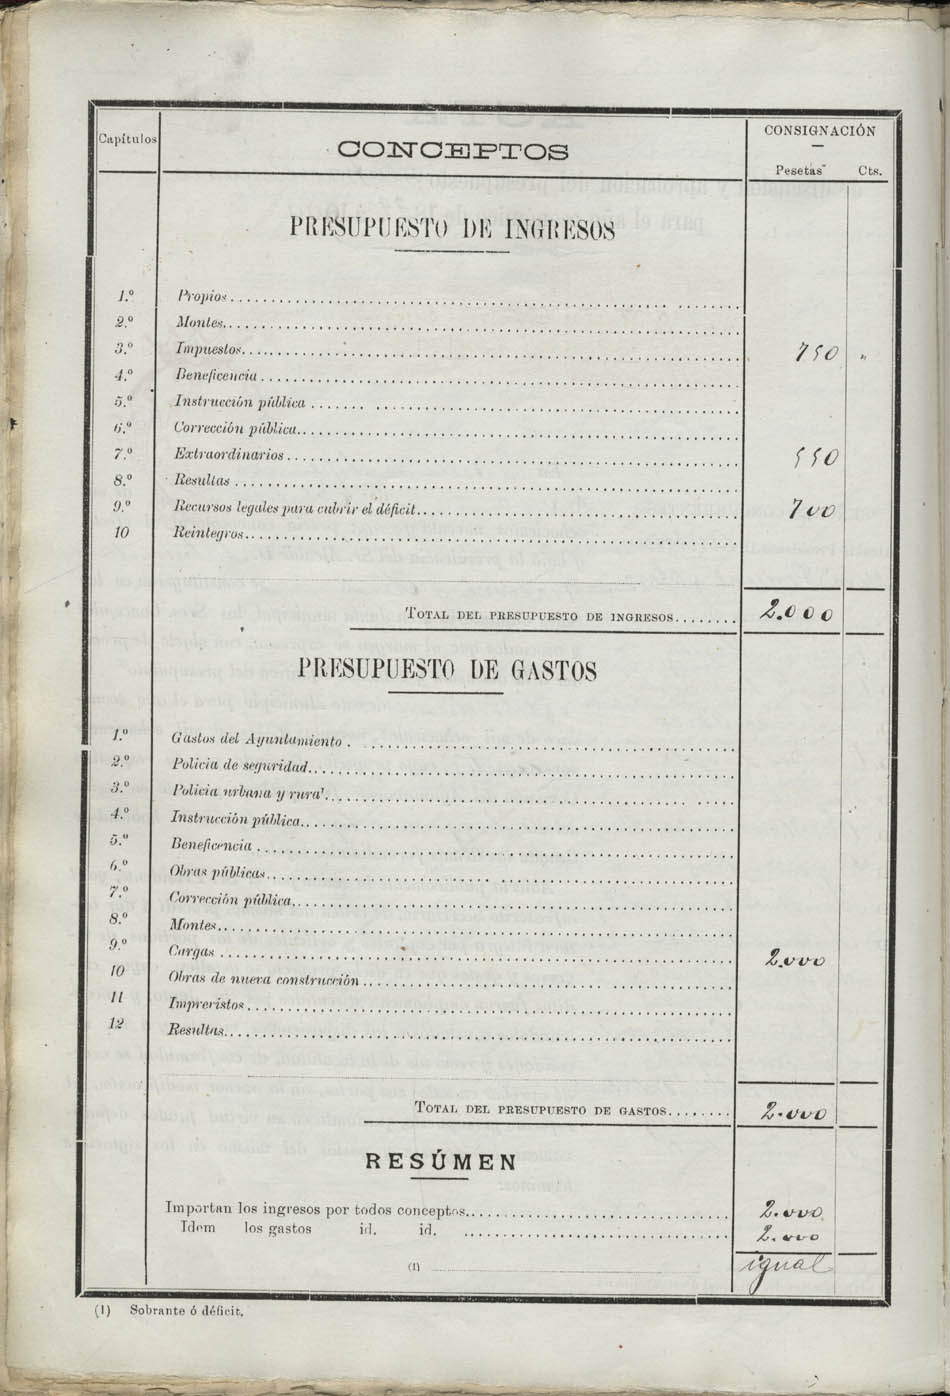 Capítulos
CONCEPTOS
CONSIGNACIÓN
Pesetas Cts.
PRESUPUESTO DE INGRESOS
1.º Propios
2.º Montes
3.º Impuestos 750 "
4.º Beneficencia
5.º Instrucción pública
6.º Corrección pública
7.º Extraordinarios 550
8.º Resultas
9.º Recursos legales para cubrir el déficit 700
10 Reintegros
TOTAL DEL PRESUPUESTO DE INGRESOS 2.000
PRESUPUESTO DE GASTOS
1.º Gastos del Ayuntamiento
2.º Policia de seguridad
3.º Policia urbana y rural
4.º Instrucción pública
5.º Beneficencia
6.º Obras públicas
7.º Corrección pública
8.º Montes
9.º Cargas 2.000
10 Obras de nueva construcción
11 Imprevistos
12 Resultas
TOTAL DEL PRESUPUESTO DE GASTOS 2.000
RESÚMEN
Importan los ingresos por todos conceptos 2.000
Idem los gastos id. id. 2.000
(1) igual
(1) Sobrante ó déficit.